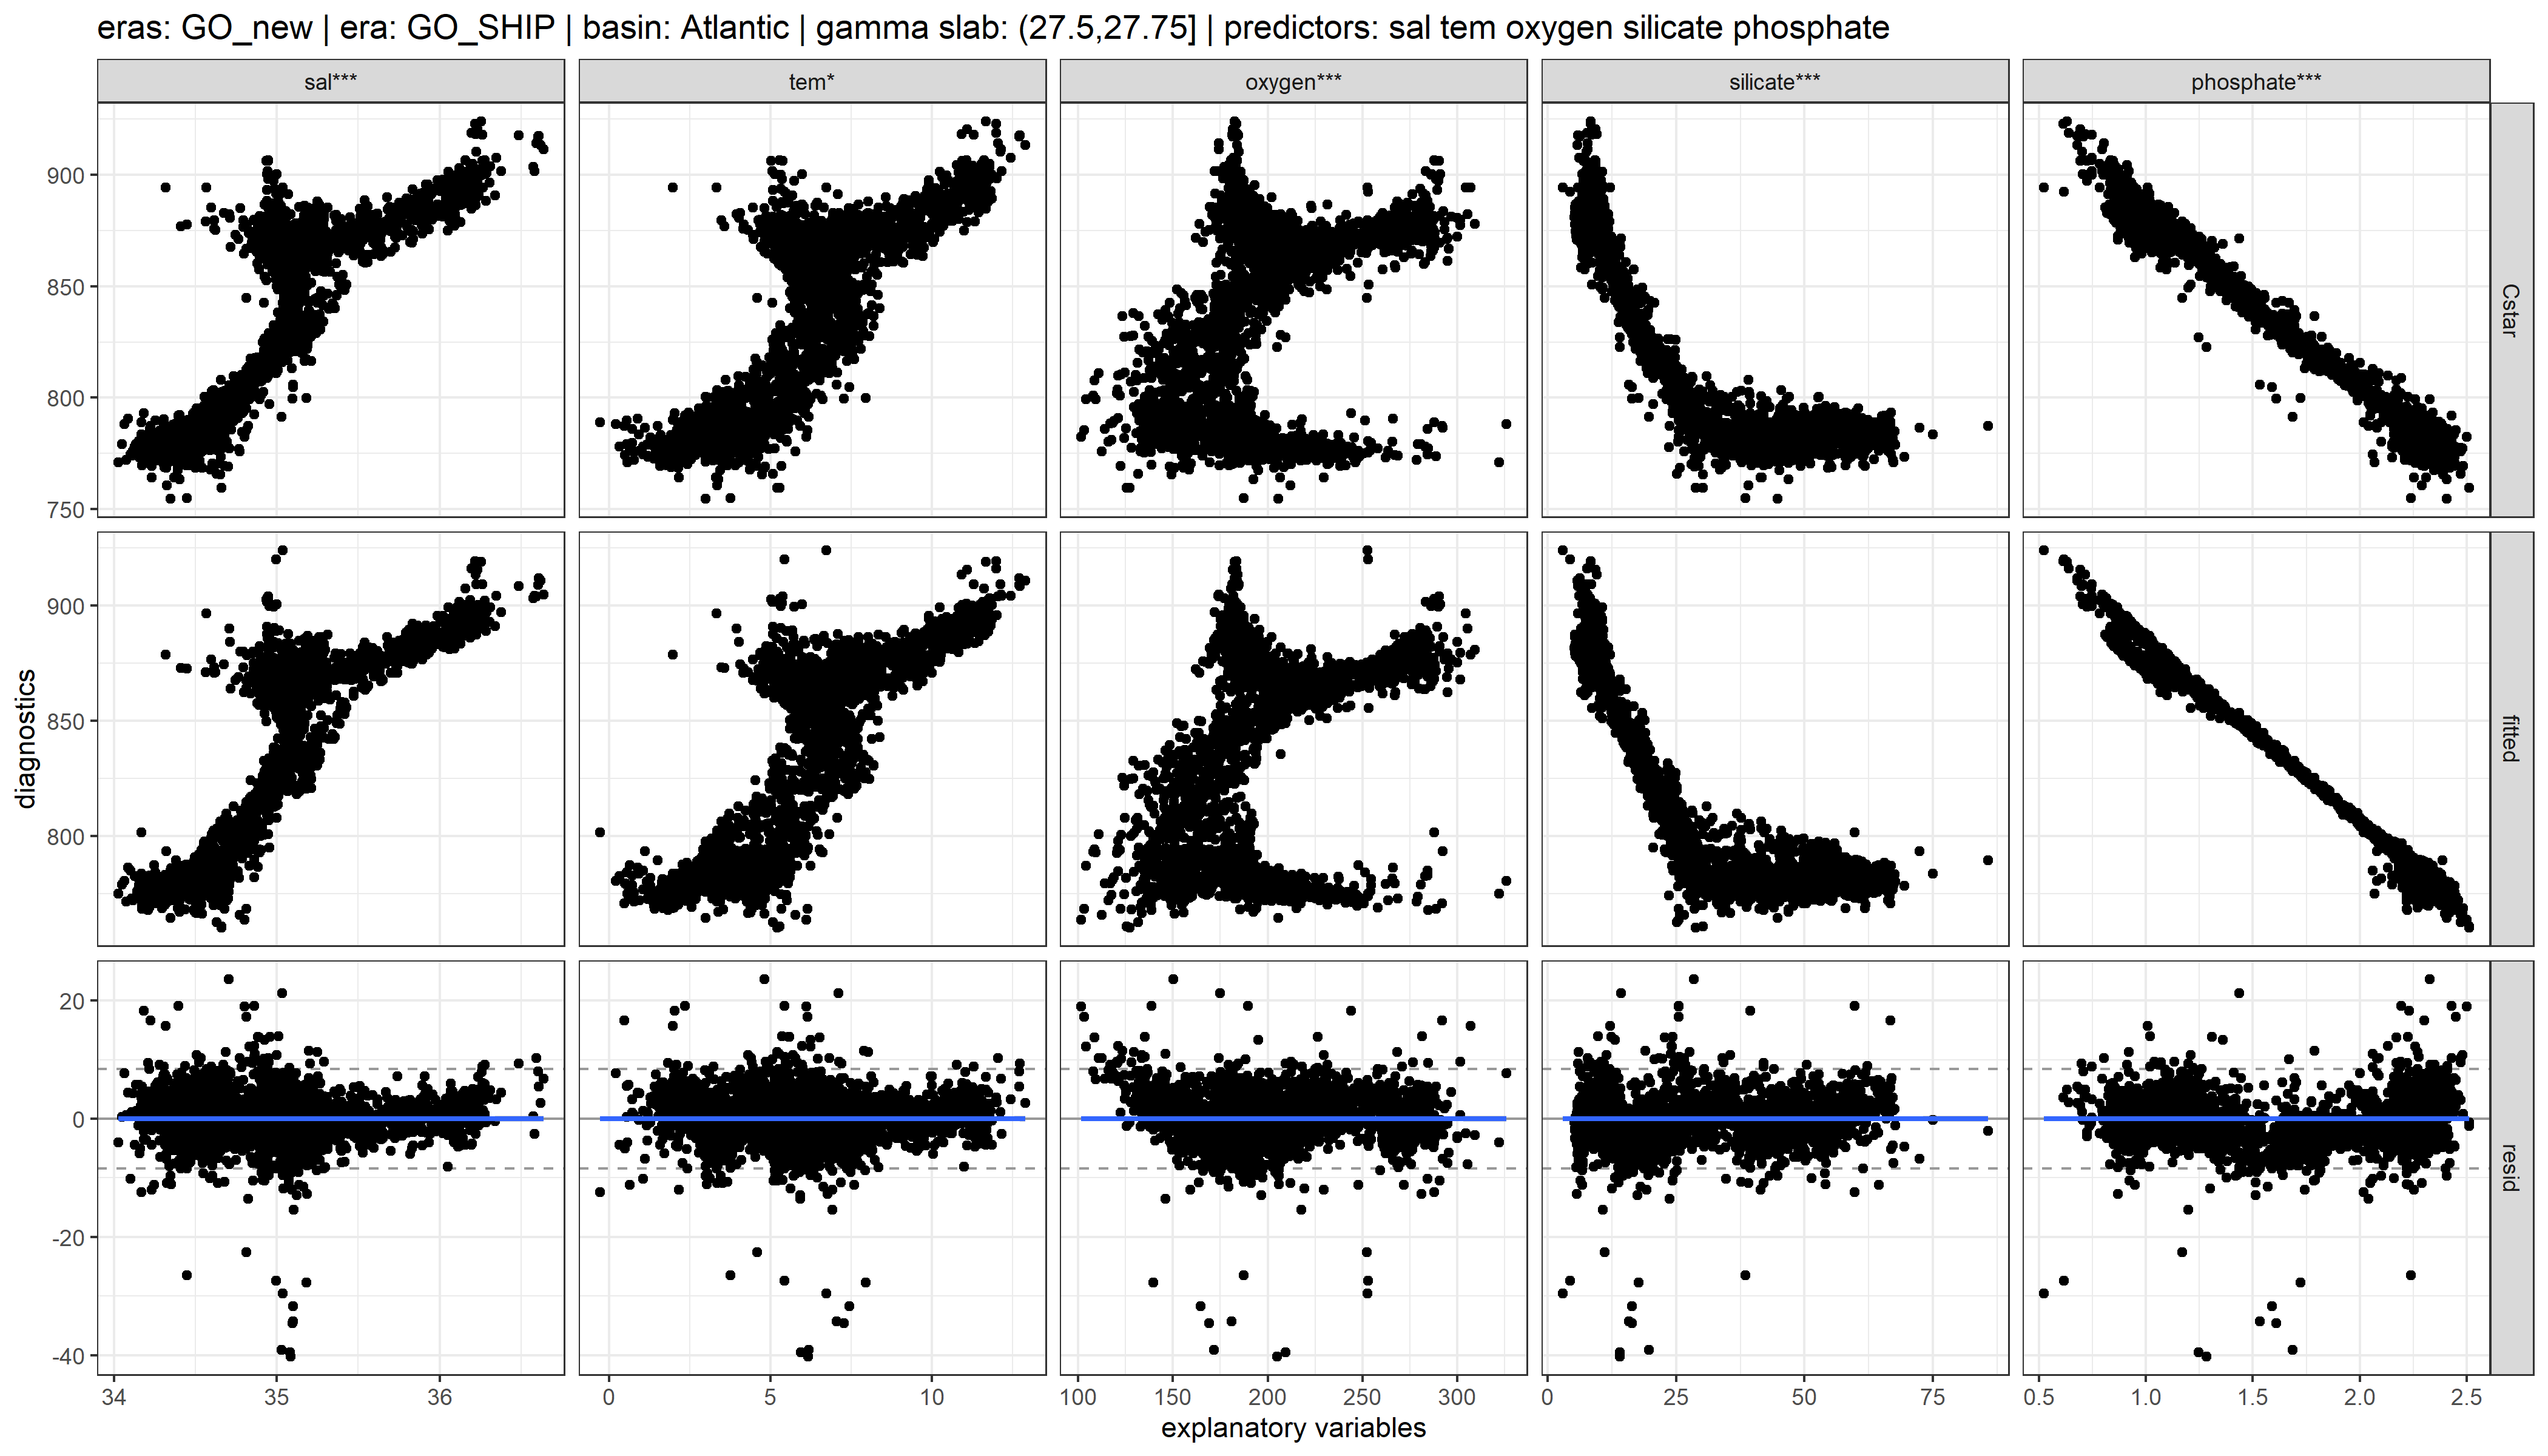 eras: GO_new | era: GO_SHIP | basin: Atlantic | gamma slab: (27.5,27.75] | predictors: sal tem oxygen silicate phosphate
sal*** tem* oxygen*** silicate*** phosphate***
900
850
800
750
Cstar
900
850
800
fitted
diagnostics
20
0
-20
-40
resid
34 35 36 0 5 10 100 150 200 250 300 0 25 50 75 0.5 1.0 1.5 2.0 2.5
explanatory variables